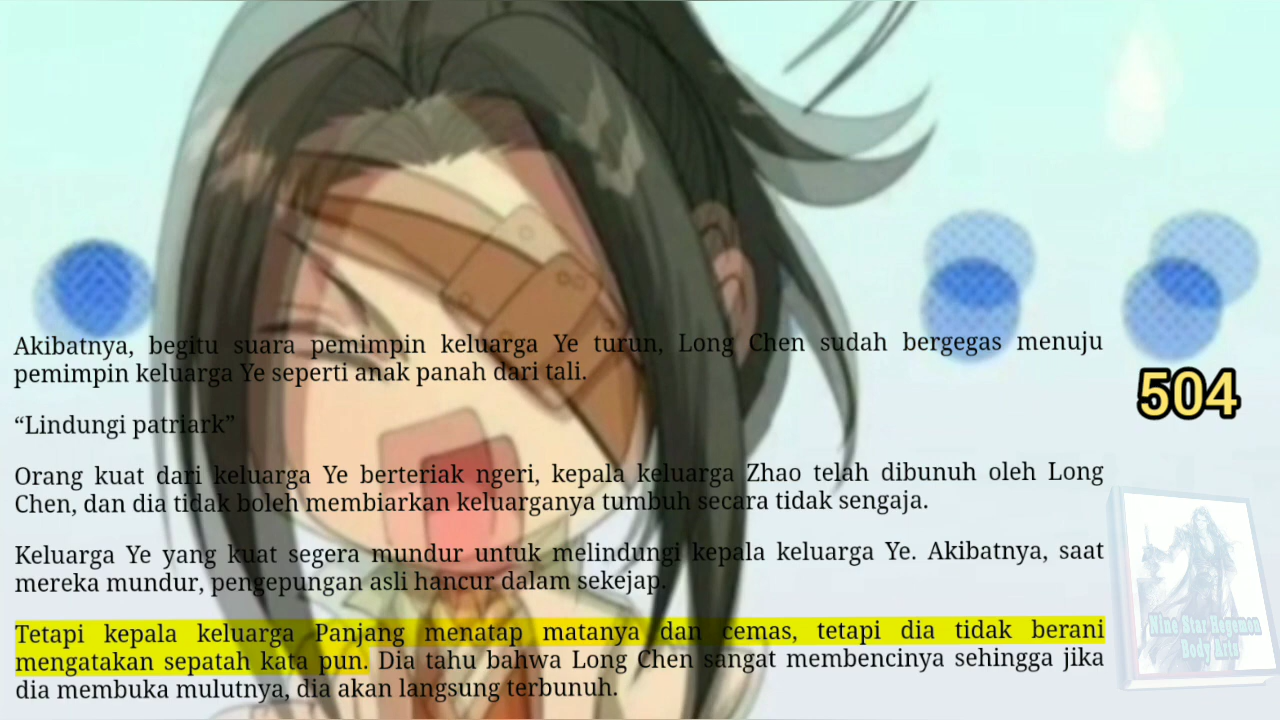 Akibatnya, begitu suara pemimpin keluarga Ye turun, Long Chen sudah bergegas menuju
pemimpin keluarga Ye seperti anak panah dari tali.
“Lindungi patriark”
Orang kuat dari keluarga Ye berteriak ngeri, kepala keluarga Zhao telah dibunuh oleh Long
Chen, dan dia tidak boleh membiarkan keluarganya tumbuh secara tidak sengaja.
Keluarga Ye yang kuat segera mundur untuk melindungi kepala keluarga Ye. Akibatnya, saat
mereka mundur, pengepungan asli hancur dalam sekejap.
Tetapi kepala keluarga Panjang menatap matanya dan cemas, tetapi dia tidak berani
mengatakan sepatah kata pun. Dia tahu bahwa Long Chen sangat membencinya sehingga jika
dia membuka mulutnya, dia akan langsung terbunuh.
504
Nine Star Hegemon
Body Arts